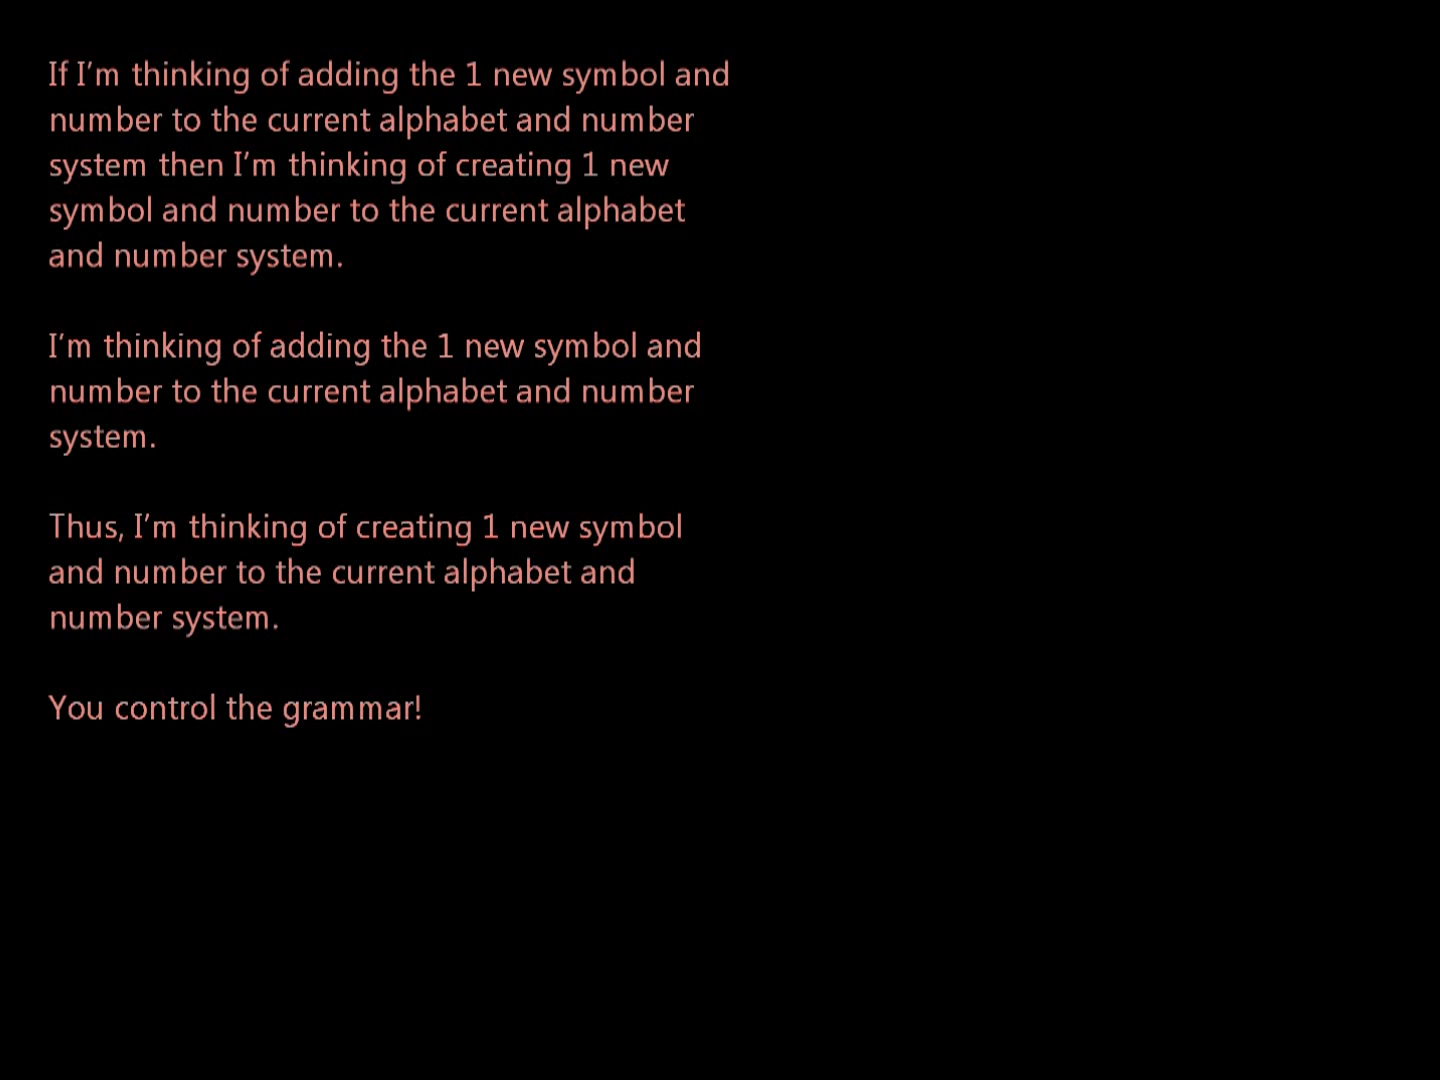 If I'm thinking of adding the 1 new symbol and
number to the current alphabet and number
system then I'm thinking of creating 1 new
symbol and number to the current alphabet
and number system.
I'm thinking of adding the 1 new symbol and
number to the current alphabet and number
system.
Thus, I'm thinking of creating 1 new symbol
and number to the current alphabet and
number system.
You control the grammar!